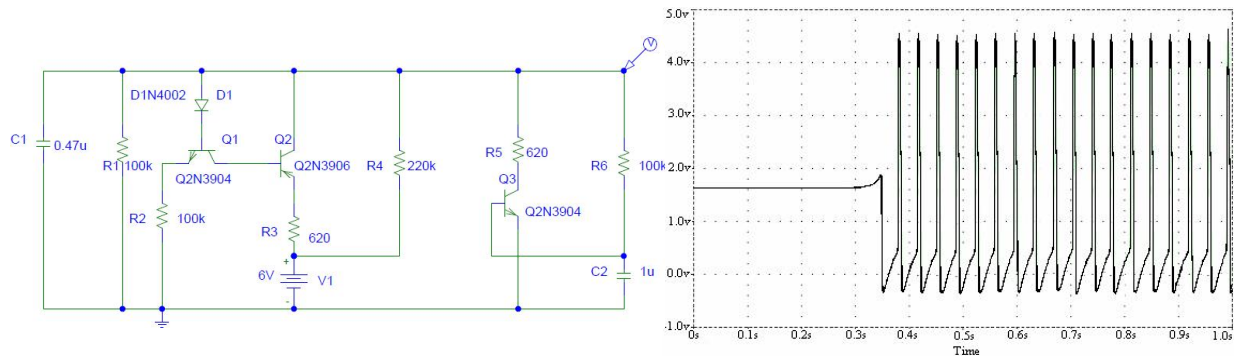 V
D1N4002 D1
C1
0.47u
R1 100k
Q1
Q2
Q2N3904
Q2N3906
R2
100k
R3
620
R4
220k
R5
620
R6
100k
Q3
Q2N3904
6V
+
-
V1
C2
1u
5.0v
4.0v
3.0v
2.0v
1.0v
0.0v
-1.0v
0s 0.1s 0.2s 0.3s 0.4s 0.5s 0.6s 0.7s 0.8s 0.9s 1.0s
Time